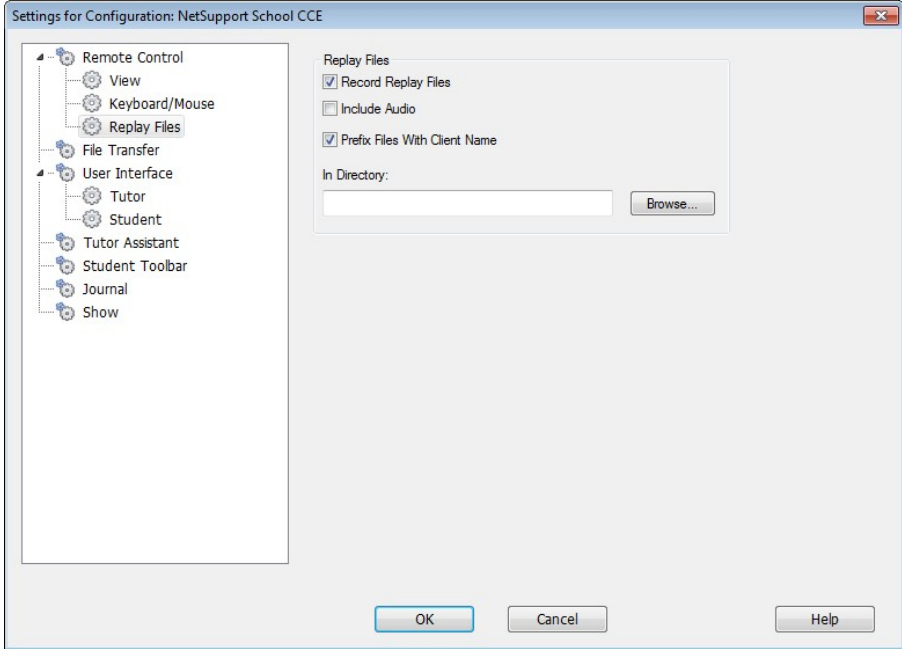 Settings for Configuration: NetSupport School CCE
Remote Control
View
Keyboard/Mouse
Replay Files
File Transfer
User Interface
Tutor
Student
Tutor Assistant
Student Toolbar
Journal
Show
Replay Files
Record Replay Files
Include Audio
Prefix Files With Client Name
In Directory:
Browse...
OK
Cancel
Help